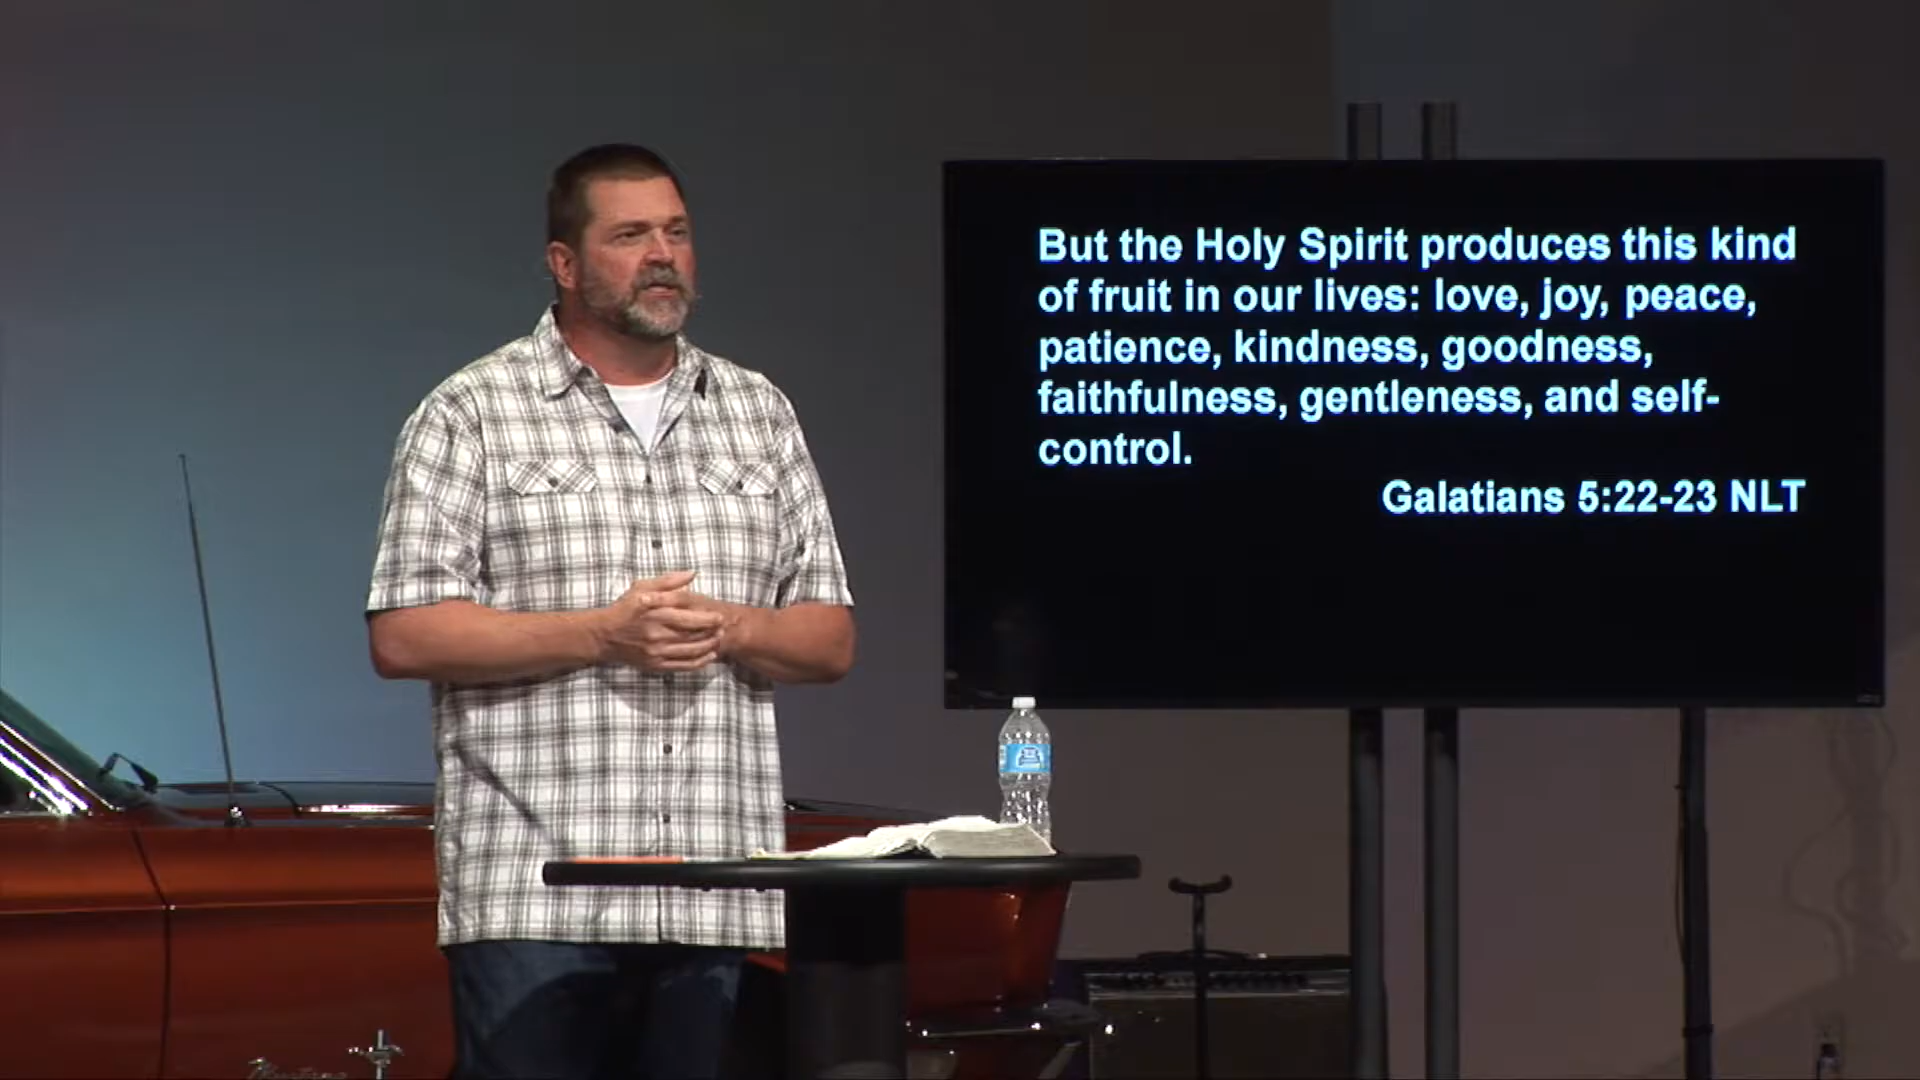 But the Holy Spirit produces this kind
of fruit in our lives: love, joy, peace,
patience, kindness, goodness,
faithfulness, gentleness, and self-
control.
Galatians 5:22-23 NLT
Mustang